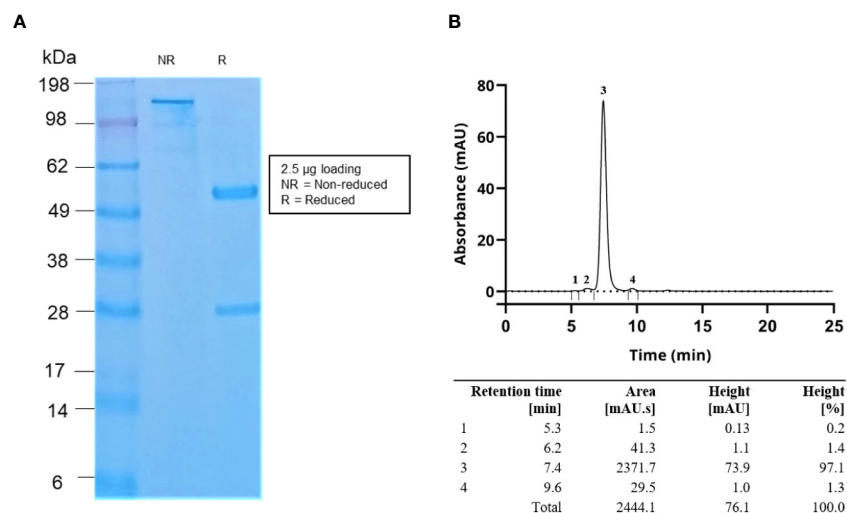 A
kDa
NR R
198
98
62
49
38
28
17
14
6
2.5 µg loading
NR = Non-reduced
R = Reduced
B
Absorbance (mAU)
80
60
40
20
0
1 2 3 4
0 5 10 15 20 25
Time (min)
Retention time Area Height Height
[min] [mAU.s] [mAU] [%]
1 5.3 1.5 0.13 0.2
2 6.2 41.3 1.1 1.4
3 7.4 2371.7 73.9 97.1
4 9.6 29.5 1.0 1.3
Total 2444.1 76.1 100.0